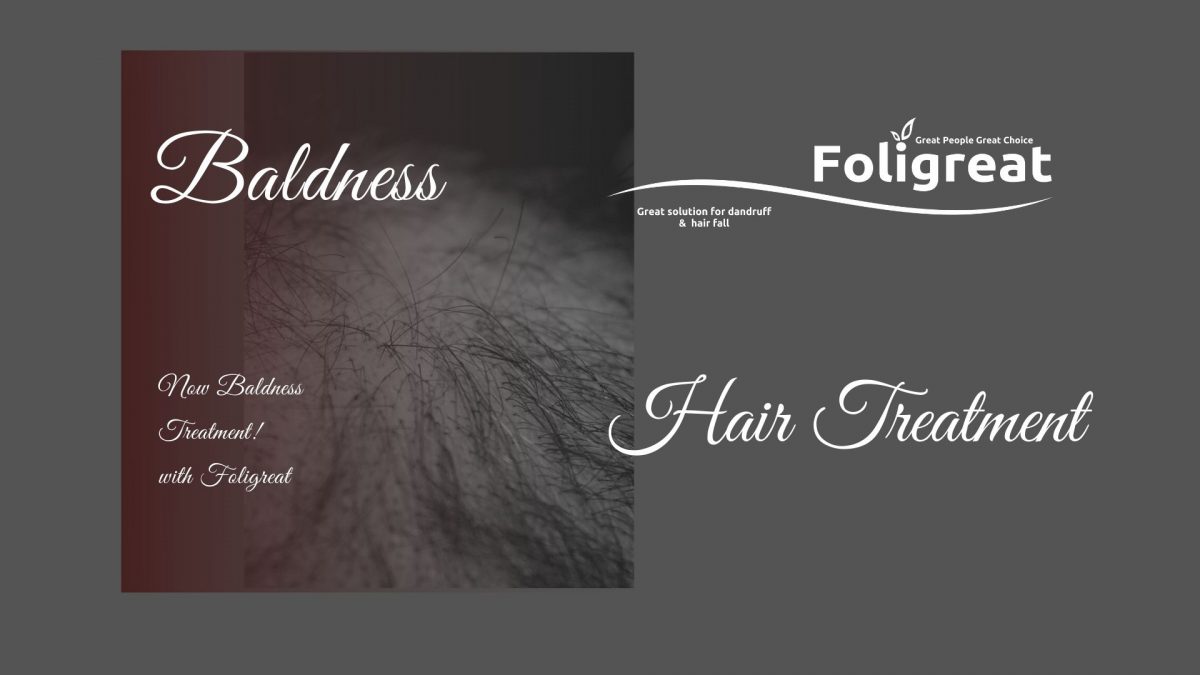 Baldness
Now Baldness
Treatment!
with Foligreat
Great People Great Choice
Foligreat
Great solution for dandruff
& hair fall
Hair Treatment